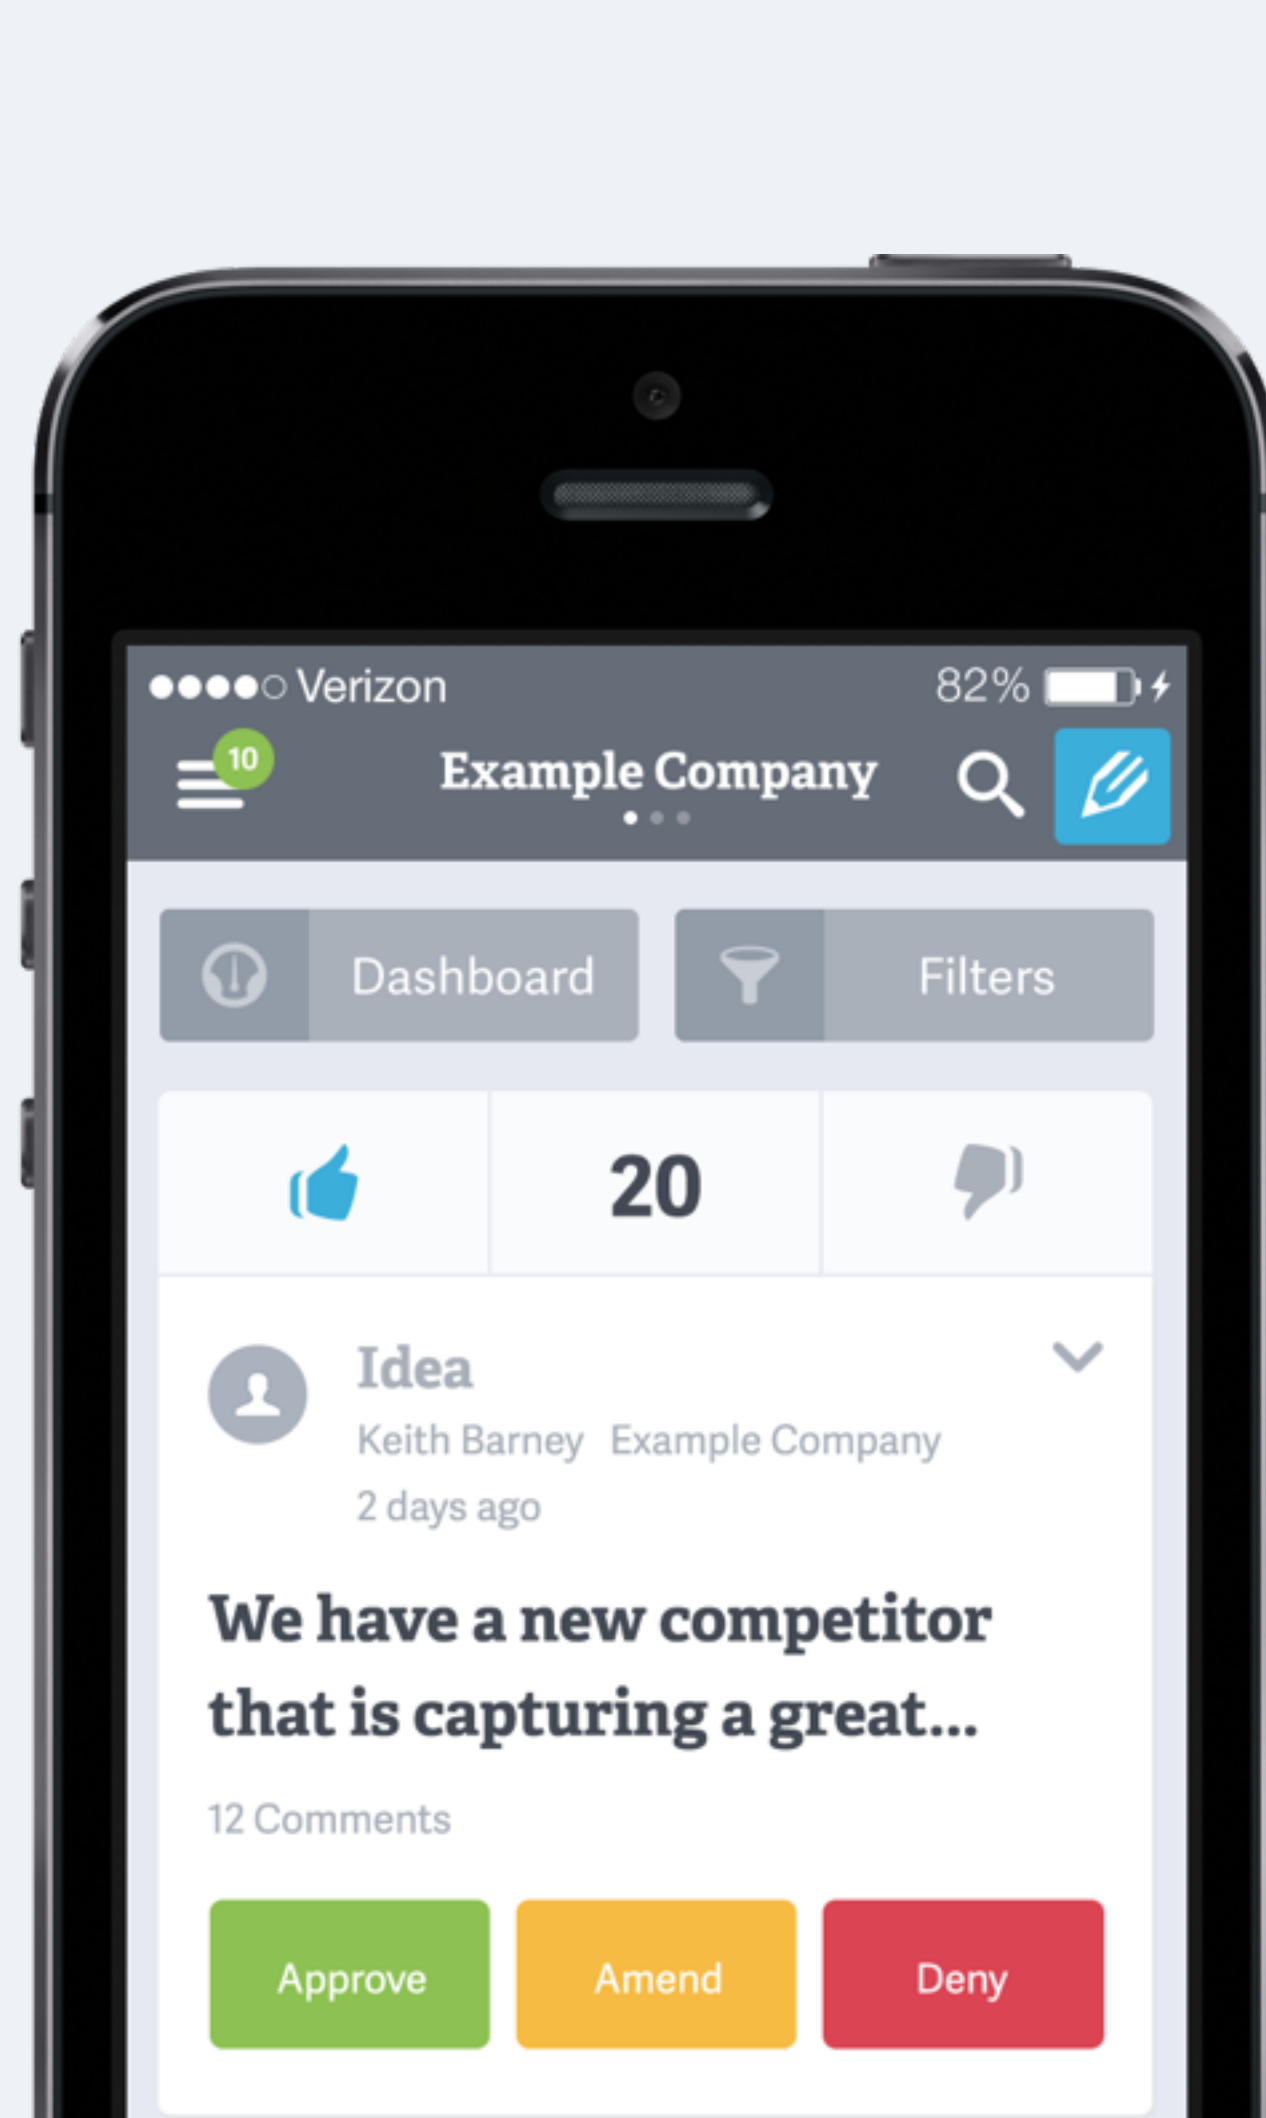 Verizon 82%
10
Example Company
Dashboard Filters
20
Idea
Keith Barney Example Company
2 days ago
We have a new competitor
that is capturing a great...
12 Comments
Approve Amend Deny